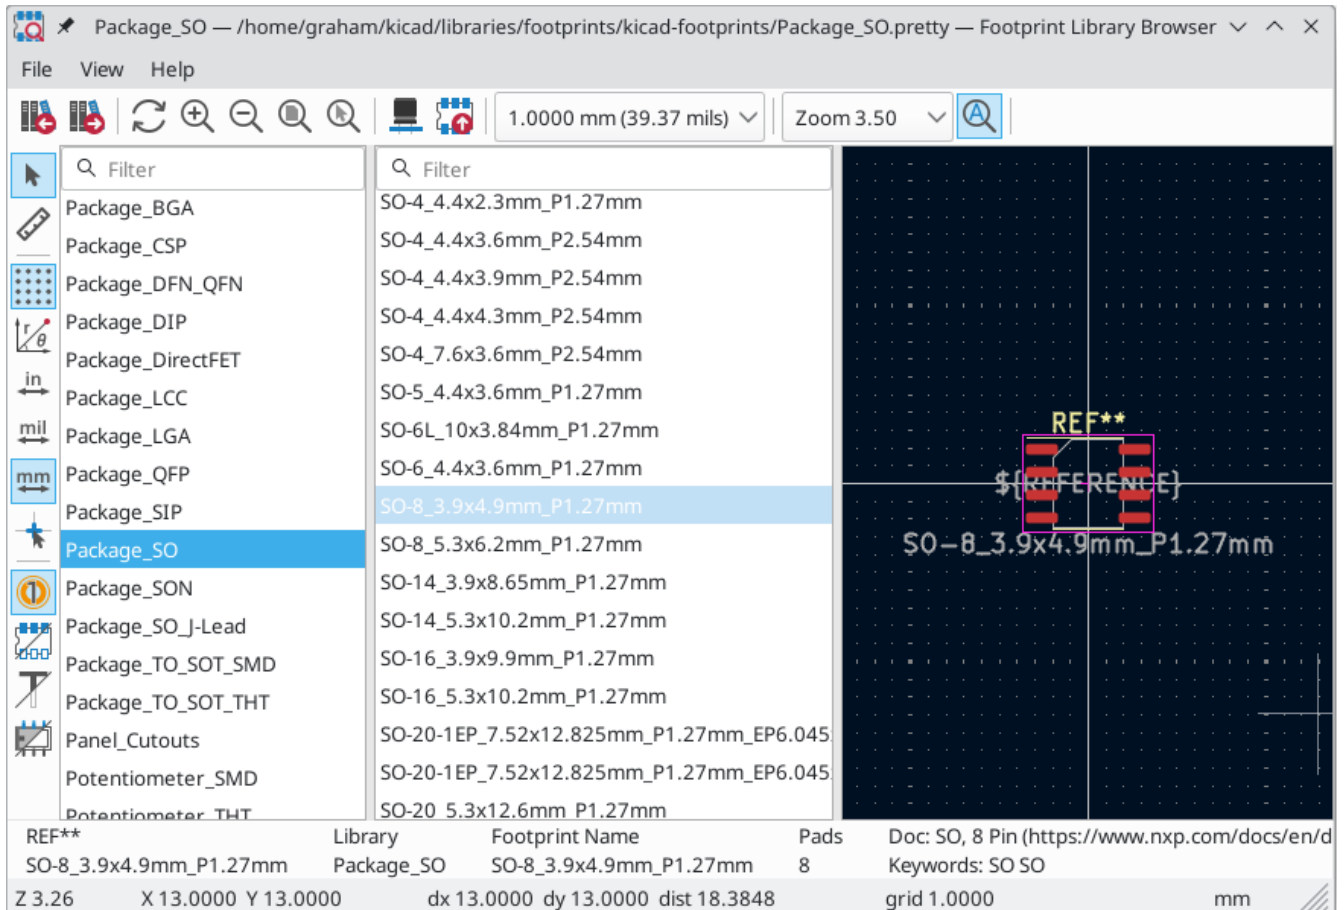 Package_SO — /home/graham/kicad/libraries/footprints/kicad-footprints/Package_SO.pretty — Footprint Library Browser
File View Help
1.0000 mm (39.37 mils) Zoom 3.50 A
Filter
Package_BGA
Package_CSP
Package_DFN_QFN
Package_DIP
Package_DirectFET
Package_LCC
Package_LGA
Package_QFP
Package_SIP
Package_SO
Package_SON
Package_SO_J-Lead
Package_TO_SOT_SMD
Package_TO_SOT_THT
Panel_Cutouts
Potentiometer_SMD
Potentiometer_THT
r
θ
in
mil
mm
1
T
Filter
SO-4_4.4x2.3mm_P1.27mm
SO-4_4.4x3.6mm_P2.54mm
SO-4_4.4x3.9mm_P2.54mm
SO-4_4.4x4.3mm_P2.54mm
SO-4_7.6x3.6mm_P2.54mm
SO-5_4.4x3.6mm_P1.27mm
SO-6L_10x3.84mm_P1.27mm
SO-6_4.4x3.6mm_P1.27mm
SO-8_3.9x4.9mm_P1.27mm
SO-8_5.3x6.2mm_P1.27mm
SO-14_3.9x8.65mm_P1.27mm
SO-14_5.3x10.2mm_P1.27mm
SO-16_3.9x9.9mm_P1.27mm
SO-16_5.3x10.2mm_P1.27mm
SO-20-1EP_7.52x12.825mm_P1.27mm_EP6.045
SO-20-1EP_7.52x12.825mm_P1.27mm_EP6.045
SO-20_5.3x12.6mm_P1.27mm
REF**
${REFERENCE}
SO-8_3.9x4.9mm_P1.27mm
REF** Library Footprint Name Pads Doc: SO, 8 Pin (https://www.nxp.com/docs/en/d
SO-8_3.9x4.9mm_P1.27mm Package_SO SO-8_3.9x4.9mm_P1.27mm 8 Keywords: SO SO
Z 3.26 X 13.0000 Y 13.0000 dx 13.0000 dy 13.0000 dist 18.3848 grid 1.0000 mm